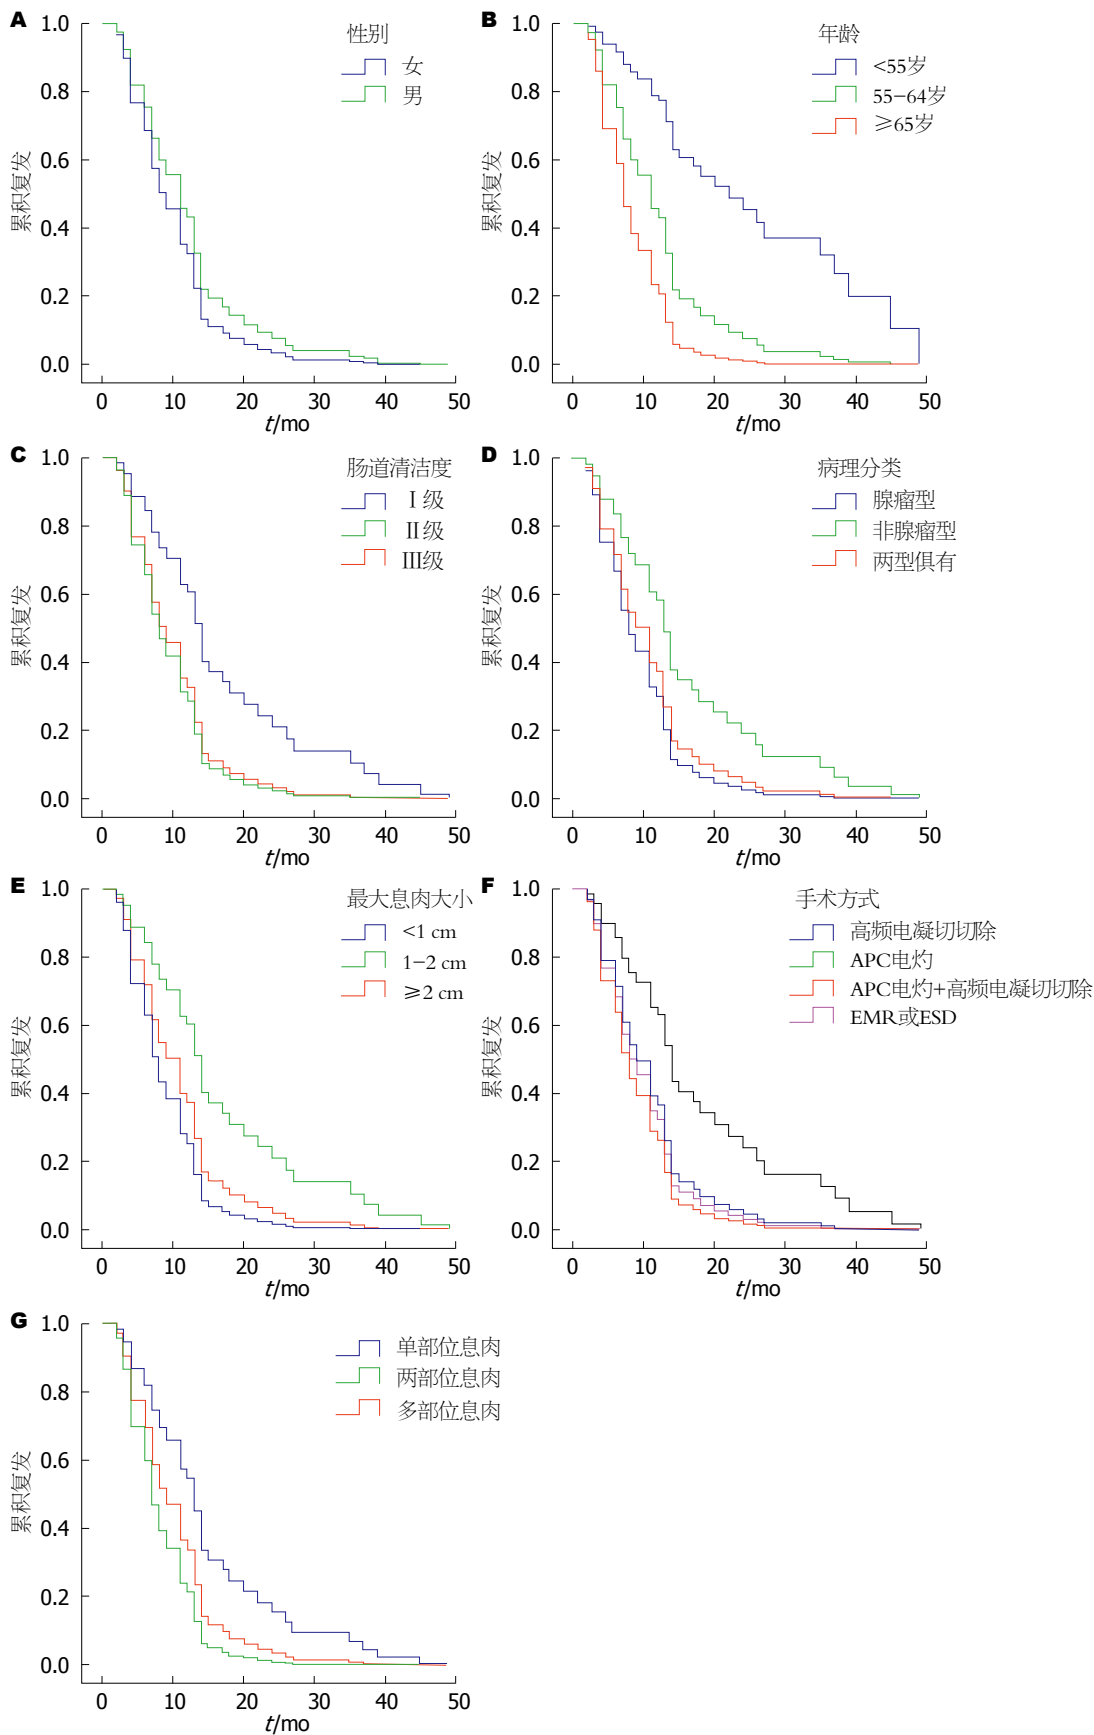 A
性别
女
男
1.0
0.8
0.6
0.4
0.2
0.0
累积复发
0 10 20 30 40 50
t/mo
B
年龄
<55岁
55-64岁
≥65岁
1.0
0.8
0.6
0.4
0.2
0.0
累积复发
0 10 20 30 40 50
t/mo
C
肠道清洁度
I级
II级
III级
1.0
0.8
0.6
0.4
0.2
0.0
累积复发
0 10 20 30 40 50
t/mo
D
病理分类
腺瘤型
非腺瘤型
两型俱有
1.0
0.8
0.6
0.4
0.2
0.0
累积复发
0 10 20 30 40 50
t/mo
E
最大息肉大小
<1 cm
1-2 cm
≥2 cm
1.0
0.8
0.6
0.4
0.2
0.0
累积复发
0 10 20 30 40 50
t/mo
F
手术方式
高频电凝切切除
APC电灼
APC电灼+高频电凝切切除
EMR或ESD
1.0
0.8
0.6
0.4
0.2
0.0
累积复发
0 10 20 30 40 50
t/mo
G
单部位息肉
两部位息肉
多部位息肉
1.0
0.8
0.6
0.4
0.2
0.0
累积复发
0 10 20 30 40 50
t/mo